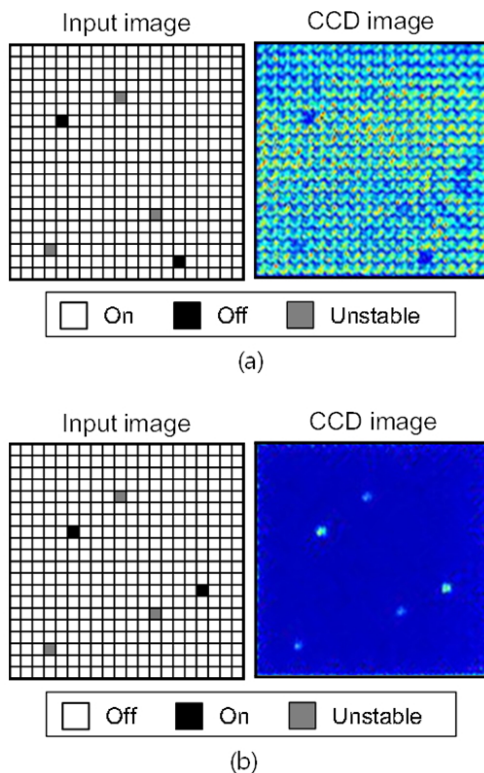 Input image CCD image
On Off Unstable
(a)
Input image CCD image
Off On Unstable
(b)